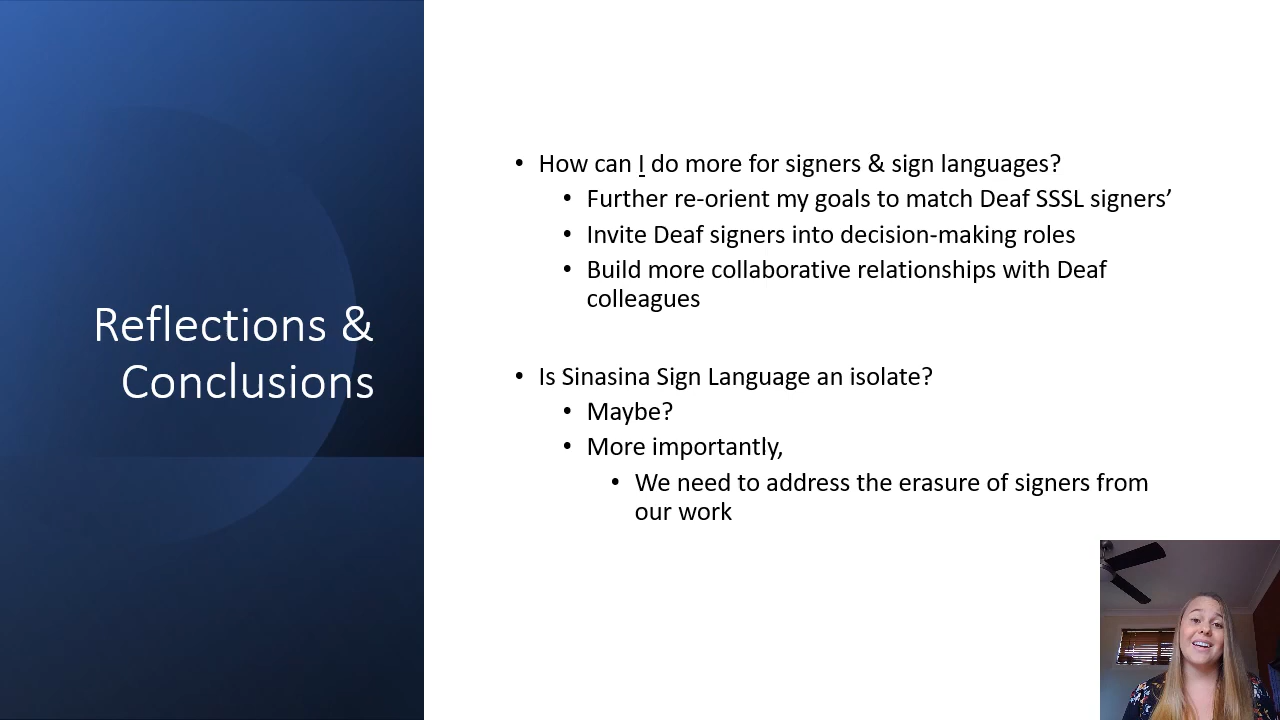 Reflections &
Conclusions
• How can I do more for signers & sign languages?
• Further re-orient my goals to match Deaf SSSL signers’
• Invite Deaf signers into decision-making roles
• Build more collaborative relationships with Deaf
colleagues
• Is Sinasina Sign Language an isolate?
• Maybe?
• More importantly,
• We need to address the erasure of signers from
our work